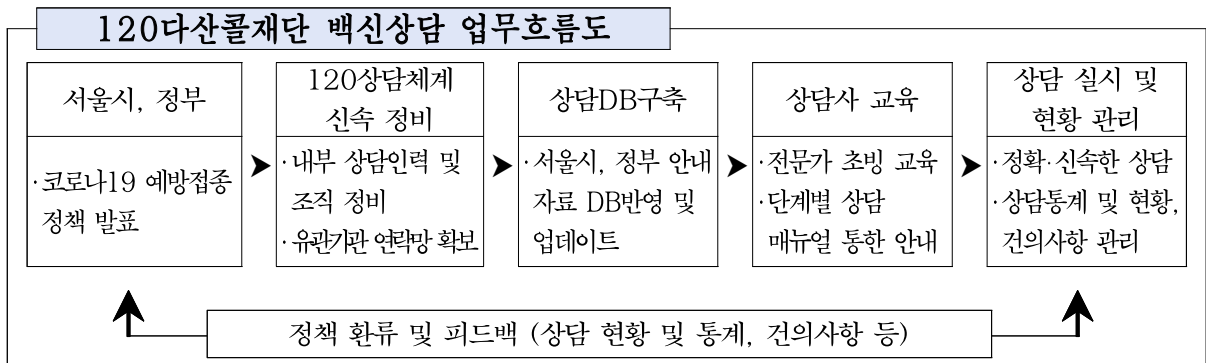 120다산콜재단 백신상담 업무흐름도
서울시, 정부
·코로나19 예방접종
정책 발표
120상담체계
신속 정비
·내부 상담인력 및
조직 정비
·유관기관 연락망 확보
상담DB구축
·서울시, 정부 안내
자료 DB반영 및
업데이트
상담사 교육
·전문가 초빙 교육
·단계별 상담
매뉴얼 통한 안내
상담 실시 및
현황 관리
·정확·신속한 상담
·상담통계 및 현황,
건의사항 관리
정책 환류 및 피드백 (상담 현황 및 통계, 건의사항 등)